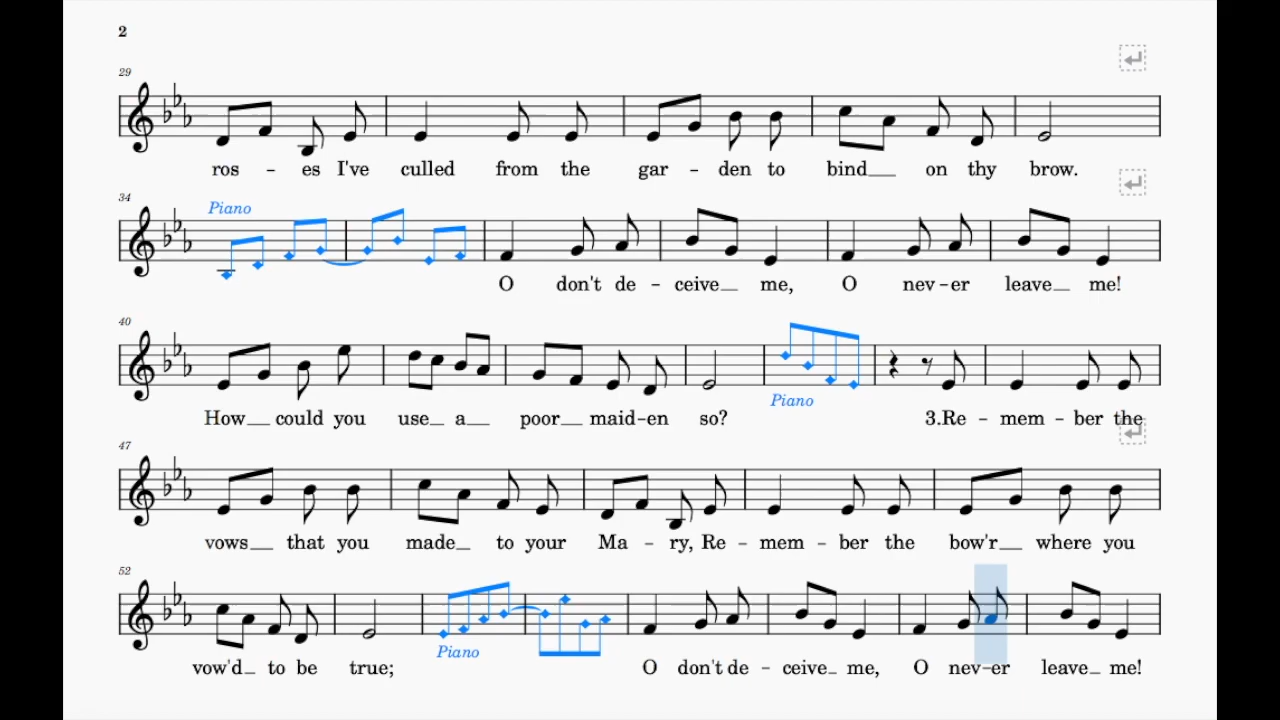 2
29
ros - es I've culled from the gar - den to bind__ on thy brow.
34
Piano
O don't de - ceive__ me, O nev-er leave__ me!
40
Piano
How__ could you use__ a__ poor__ maid-en so? 3.Re - mem - ber the
47
vows__ that you made__ to your Ma - ry, Re - mem - ber the bow'r__ where you
52
Piano
vow'd__ to be true; O don't de - ceive__ me, O nev-er leave__ me!